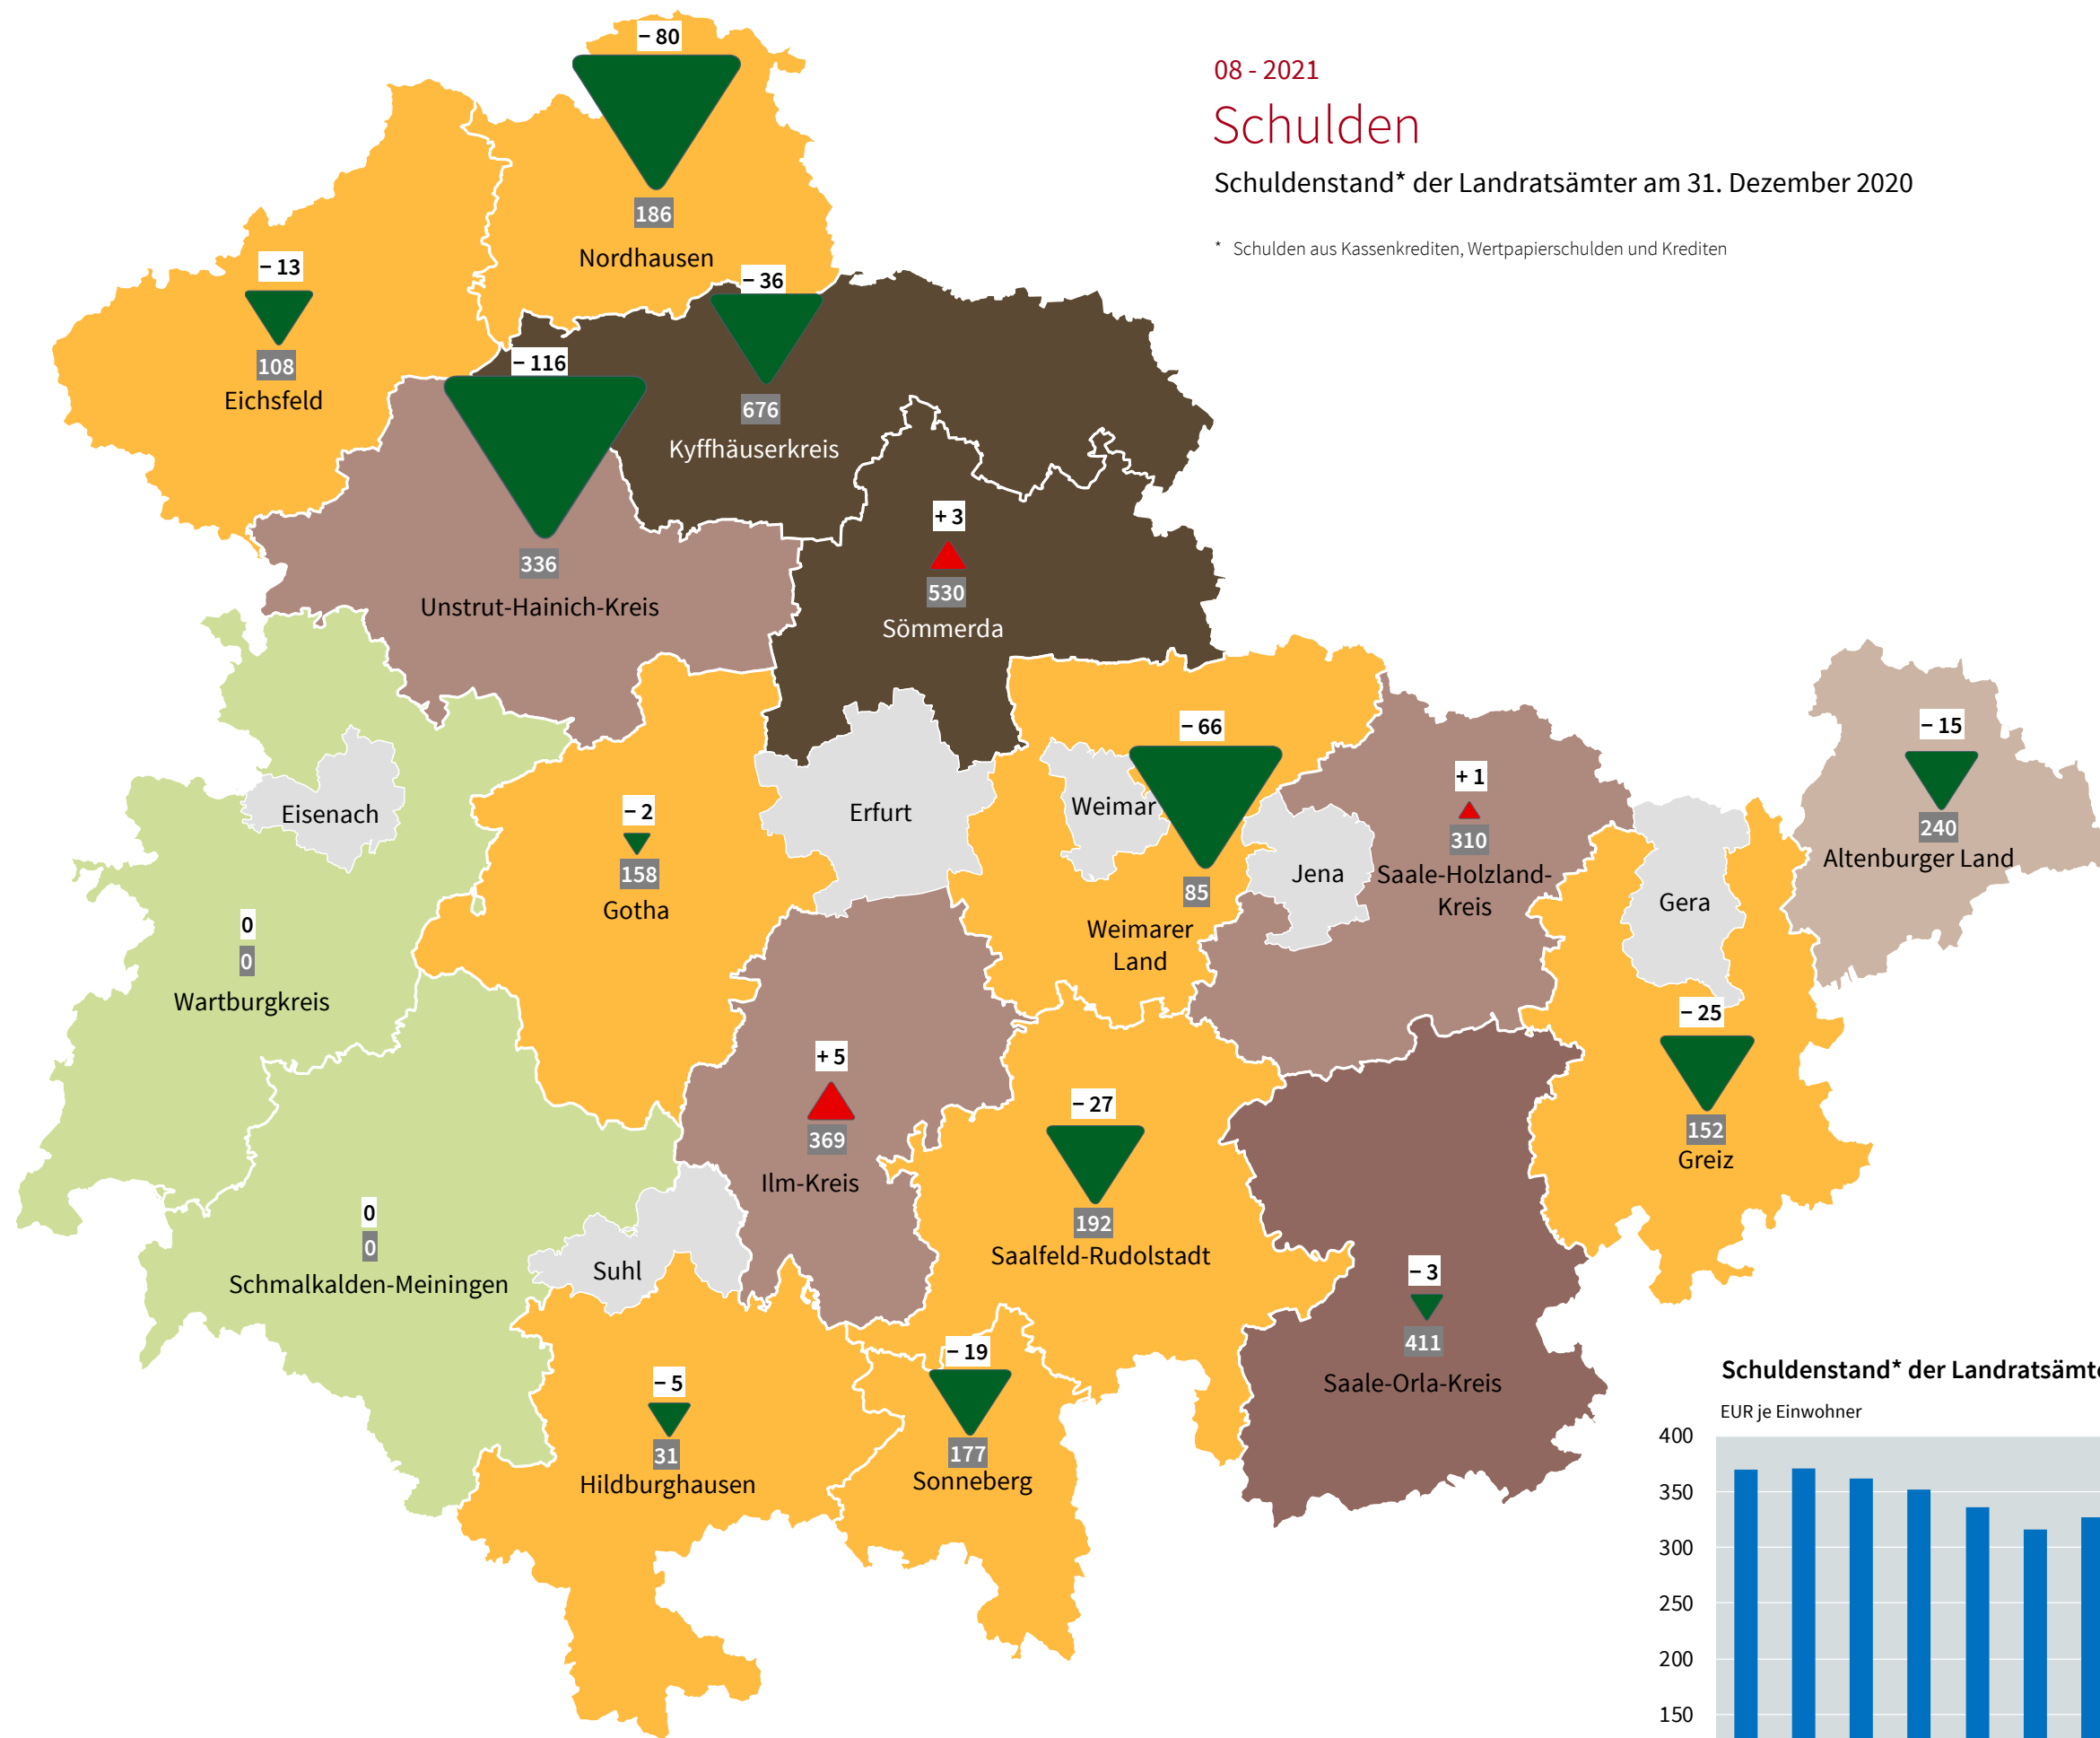 08 - 2021
Schulden
Schuldenstand* der Landratsämter am 31. Dezember 2020
* Schulden aus Kassenkrediten, Wertpapierschulden und Krediten
– 80
186
Nordhausen
– 13
108
Eichsfeld
– 36
676
Kyffhäuserkreis
– 116
336
Unstrut-Hainich-Kreis
+ 3
530
Sömmerda
Eisenach
– 2
158
Gotha
Erfurt
Weimar
– 66
85
Weimarer
Land
Jena
+ 1
310
Saale-Holzland-
Kreis
Gera
– 15
240
Altenburger Land
0
0
Wartburgkreis
– 25
152
Greiz
+ 5
369
Ilm-Kreis
– 27
192
Saalfeld-Rudolstadt
0
0
Schmalkalden-Meiningen
Suhl
– 3
411
Saale-Orla-Kreis
– 5
31
Hildburghausen
– 19
177
Sonneberg
Schuldenstand* der Landratsämt
EUR je Einwohner
400
350
300
250
200
150